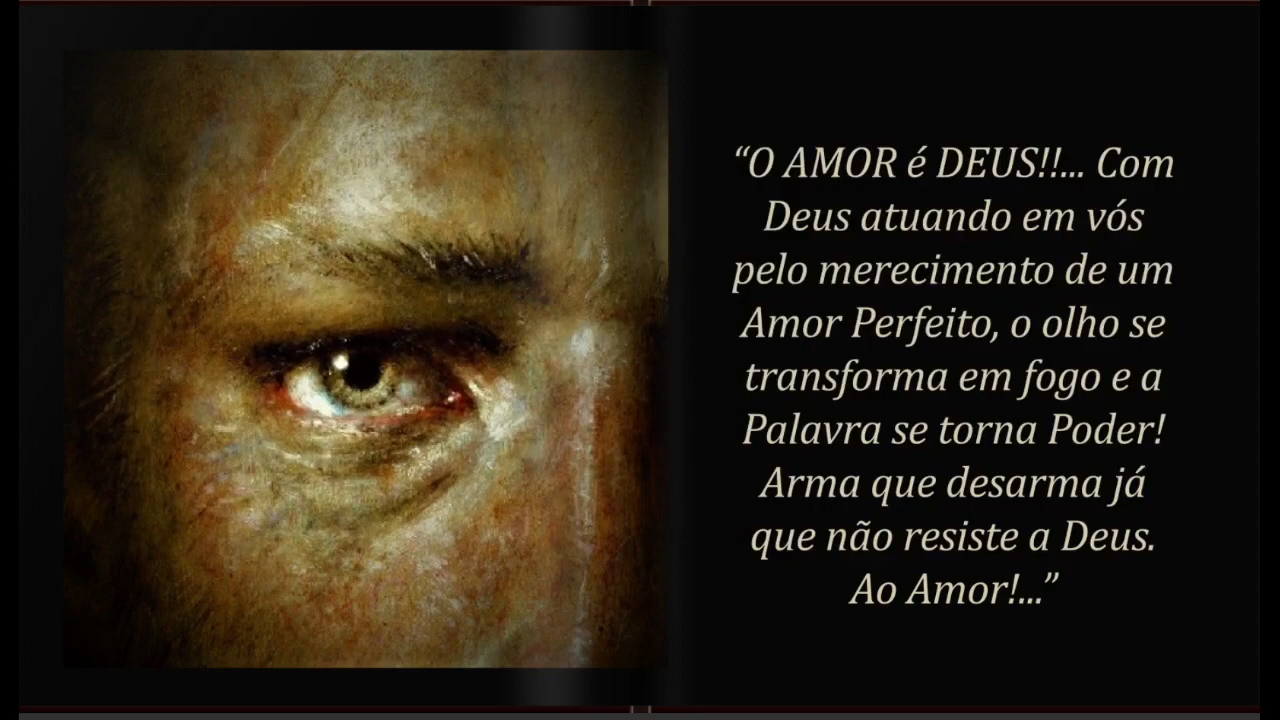 “O AMOR é DEUS!!... Com
Deus atuando em vós
pelo merecimento de um
Amor Perfeito, o olho se
transforma em fogo e a
Palavra se torna Poder!
Arma que desarma já
que não resiste a Deus.
Ao Amor!...”